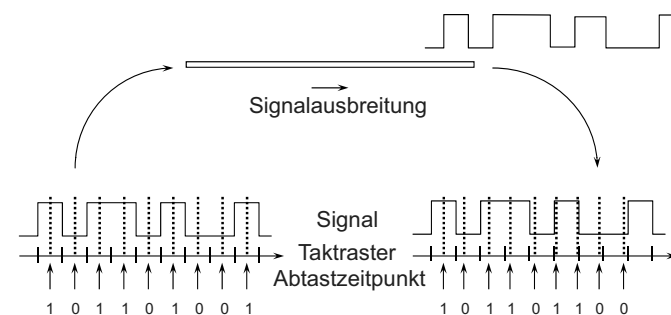 Signalausbreitung
Signal
Taktraster
Abtastzeitpunkt
1 0 1 1 0 1 0 0 1
1 0 1 1 0 1 1 0 0